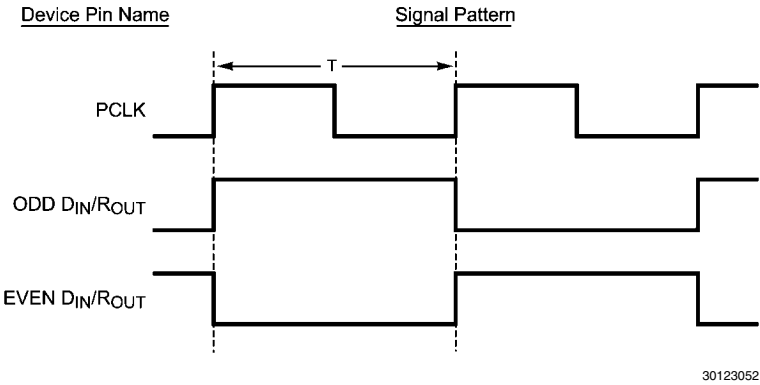 Device Pin Name
Signal Pattern
T
PCLK
ODD DIN/ROUT
EVEN DIN/ROUT
30123052